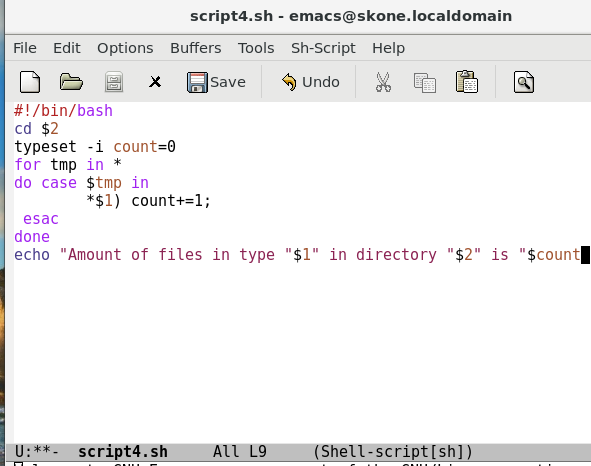 script4.sh - emacs@skone.localdomain
File Edit Options Buffers Tools Sh-Script Help
Save Undo
#!/bin/bash
cd $2
typeset -i count=0
for tmp in *
do case $tmp in
        *$1) count+=1;
 esac
done
echo "Amount of files in type "$1" in directory "$2" is "$count
U:**-  script4.sh     All L9     (Shell-script[sh])